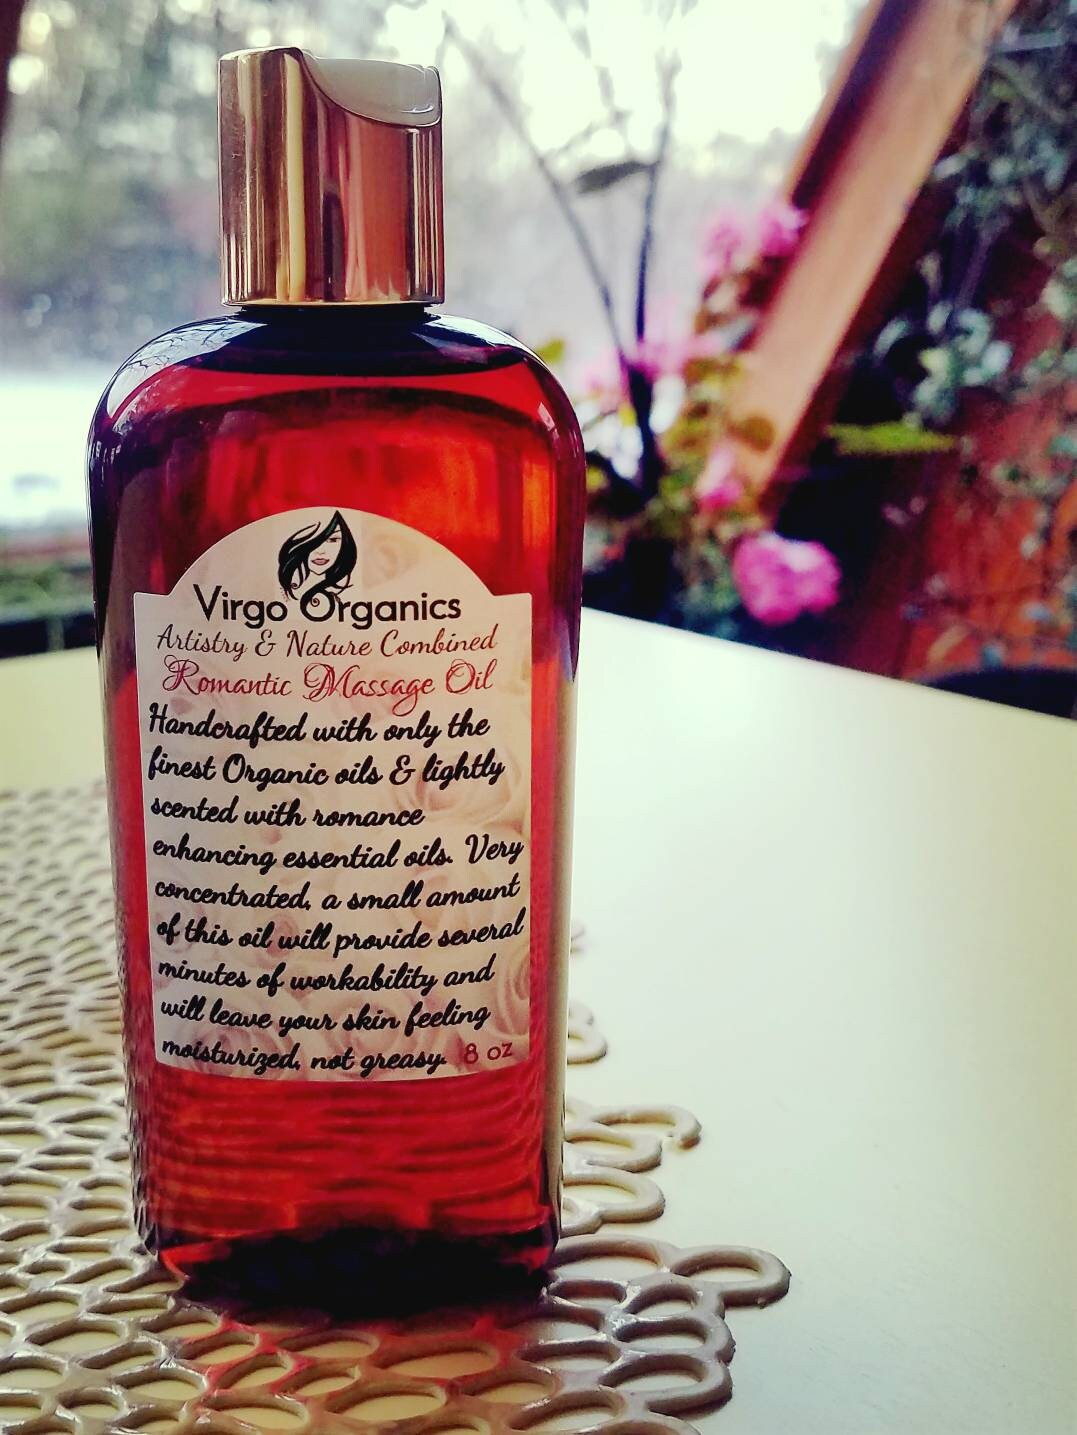 Virgo Organics
Artistry & Nature Combined
Romantic Massage Oil
Handcrafted with only the
finest Organic oils & lightly
scented with romance
enhancing essential oils. Very
concentrated, a small amount
of this oil will provide several
minutes of workability and
will leave your skin feeling
moisturized, not greasy. 8 oz